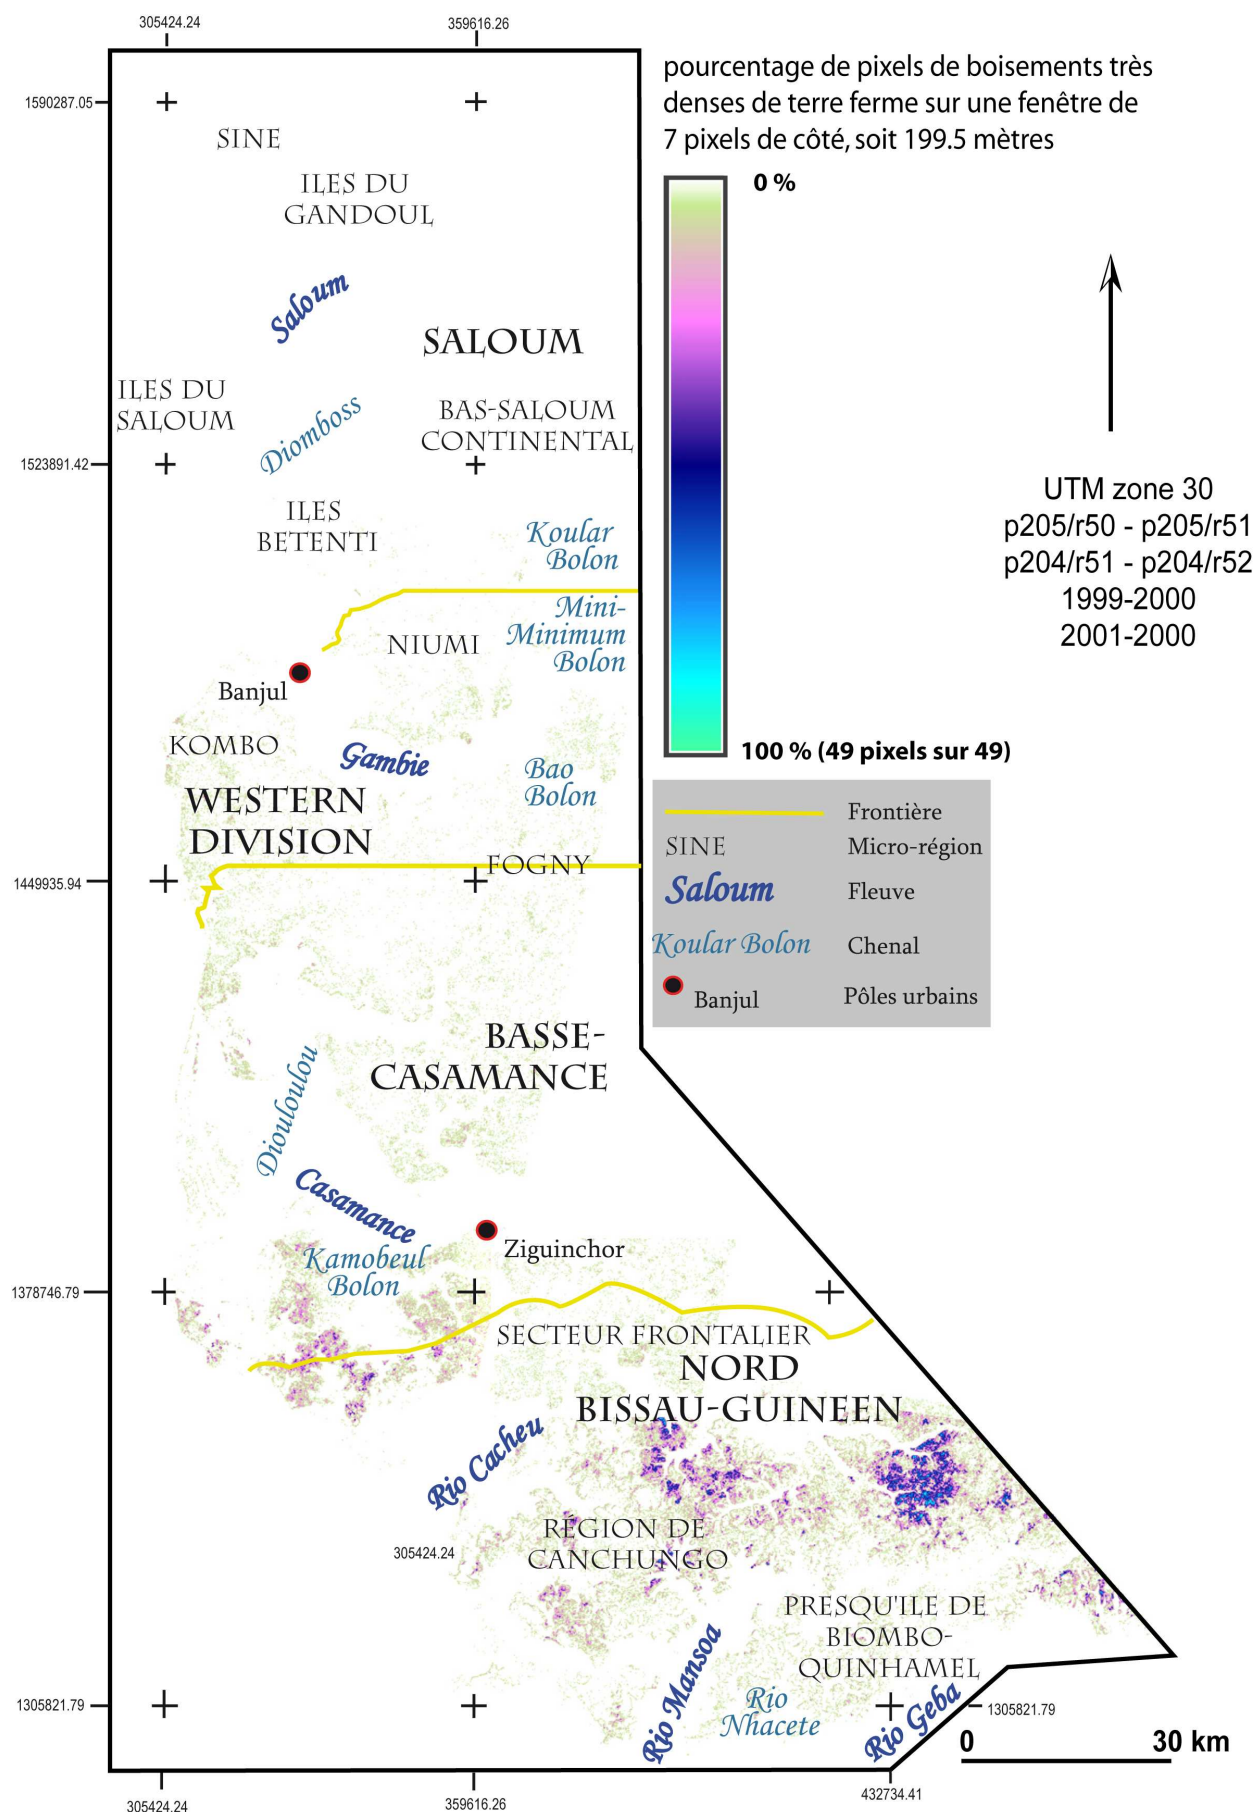 305424.24
359616.26
pourcentage de pixels de boisements très
denses de terre ferme sur une fenêtre de
7 pixels de côté, soit 199.5 mètres
0 %
100 % (49 pixels sur 49)
1590287.05
SINE
ILES DU
GANDOUL
Saloum
SALOUM
ILES DU
SALOUM
Diomboss
BAS-SALOUM
CONTINENTAL
1523891.42
ILES
BETENTI
Koular
Bolon
UTM zone 30
p205/r50 - p205/r51
p204/r51 - p204/r52
1999-2000
2001-2000
Mini-
Minimum
Bolon
NIUMI
Banjul
KOMBO
Gambie
Bao
Bolon
WESTERN
DIVISION
FOGNY
1449935.94
Frontière
SINE
Micro-région
Saloum
Fleuve
Koular Bolon
Chenal
Banjul
Pôles urbains
BASSE-
CASAMANCE
Diouloulou
Casamance
Ziguinchor
Kamobeul
Bolon
1378746.79
SECTEUR FRONTALIER
NORD
BISSAU-GUINEEN
Rio Cacheu
RÉGION DE
CANCHUNGO
305424.24
PRESQU'ILE DE
BIOMBO-
QUINHAMEL
Rio Mansoa
Rio
Nhacete
Rio Geba
1305821.79
1305821.79
0
30 km
305424.24
359616.26
432734.41